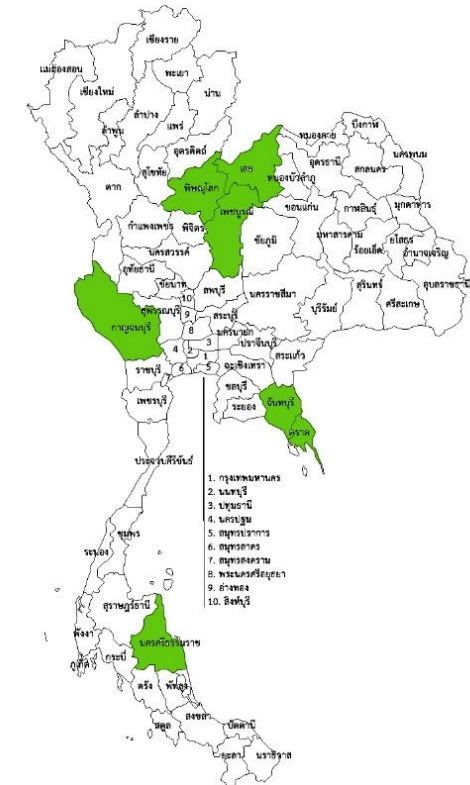 เชียงราย
แม่ฮ่องสอน
พะเยา
เชียงใหม่
น่าน
ลำปาง
ลำพูน
แพร่
อุตรดิตถ์
สุโขทัย
ตาก
พิษณุโลก
เลย
หนองคาย
บึงกาฬ
อุดรธานี
สกลนคร
นครพนม
หนองบัวลำภู
เพชรบูรณ์
ขอนแก่น
กาฬสินธุ์
มุกดาหาร
กำแพงเพชร
พิจิตร
ชัยภูมิ
มหาสารคาม
ร้อยเอ็ด
ยโสธร
อำนาจเจริญ
นครสวรรค์
อุทัยธานี
ชัยนาท
ลพบุรี
นครราชสีมา
บุรีรัมย์
สุรินทร์
ศรีสะเกษ
อุบลราชธานี
10
สุพรรณบุรี
9
สระบุรี
กาญจนบุรี
8
นครนายก
ปราจีนบุรี
3
4
2
1
สระแก้ว
ราชบุรี
6
5
ฉะเชิงเทรา
เพชรบุรี
ชลบุรี
ระยอง
จันทบุรี
ตราด
ประจวบคีรีขันธ์
1. กรุงเทพมหานคร
2. นนทบุรี
3. ปทุมธานี
4. นครปฐม
5. สมุทรปราการ
6. สมุทรสาคร
7. สมุทรสงคราม
8. พระนครศรีอยุธยา
9. อ่างทอง
10. สิงห์บุรี
ชุมพร
ระนอง
สุราษฎร์ธานี
พังงา
ภูเก็ต
กระบี่
นครศรีธรรมราช
ตรัง
พัทลุง
สตูล
สงขลา
ปัตตานี
ยะลา
นราธิวาส